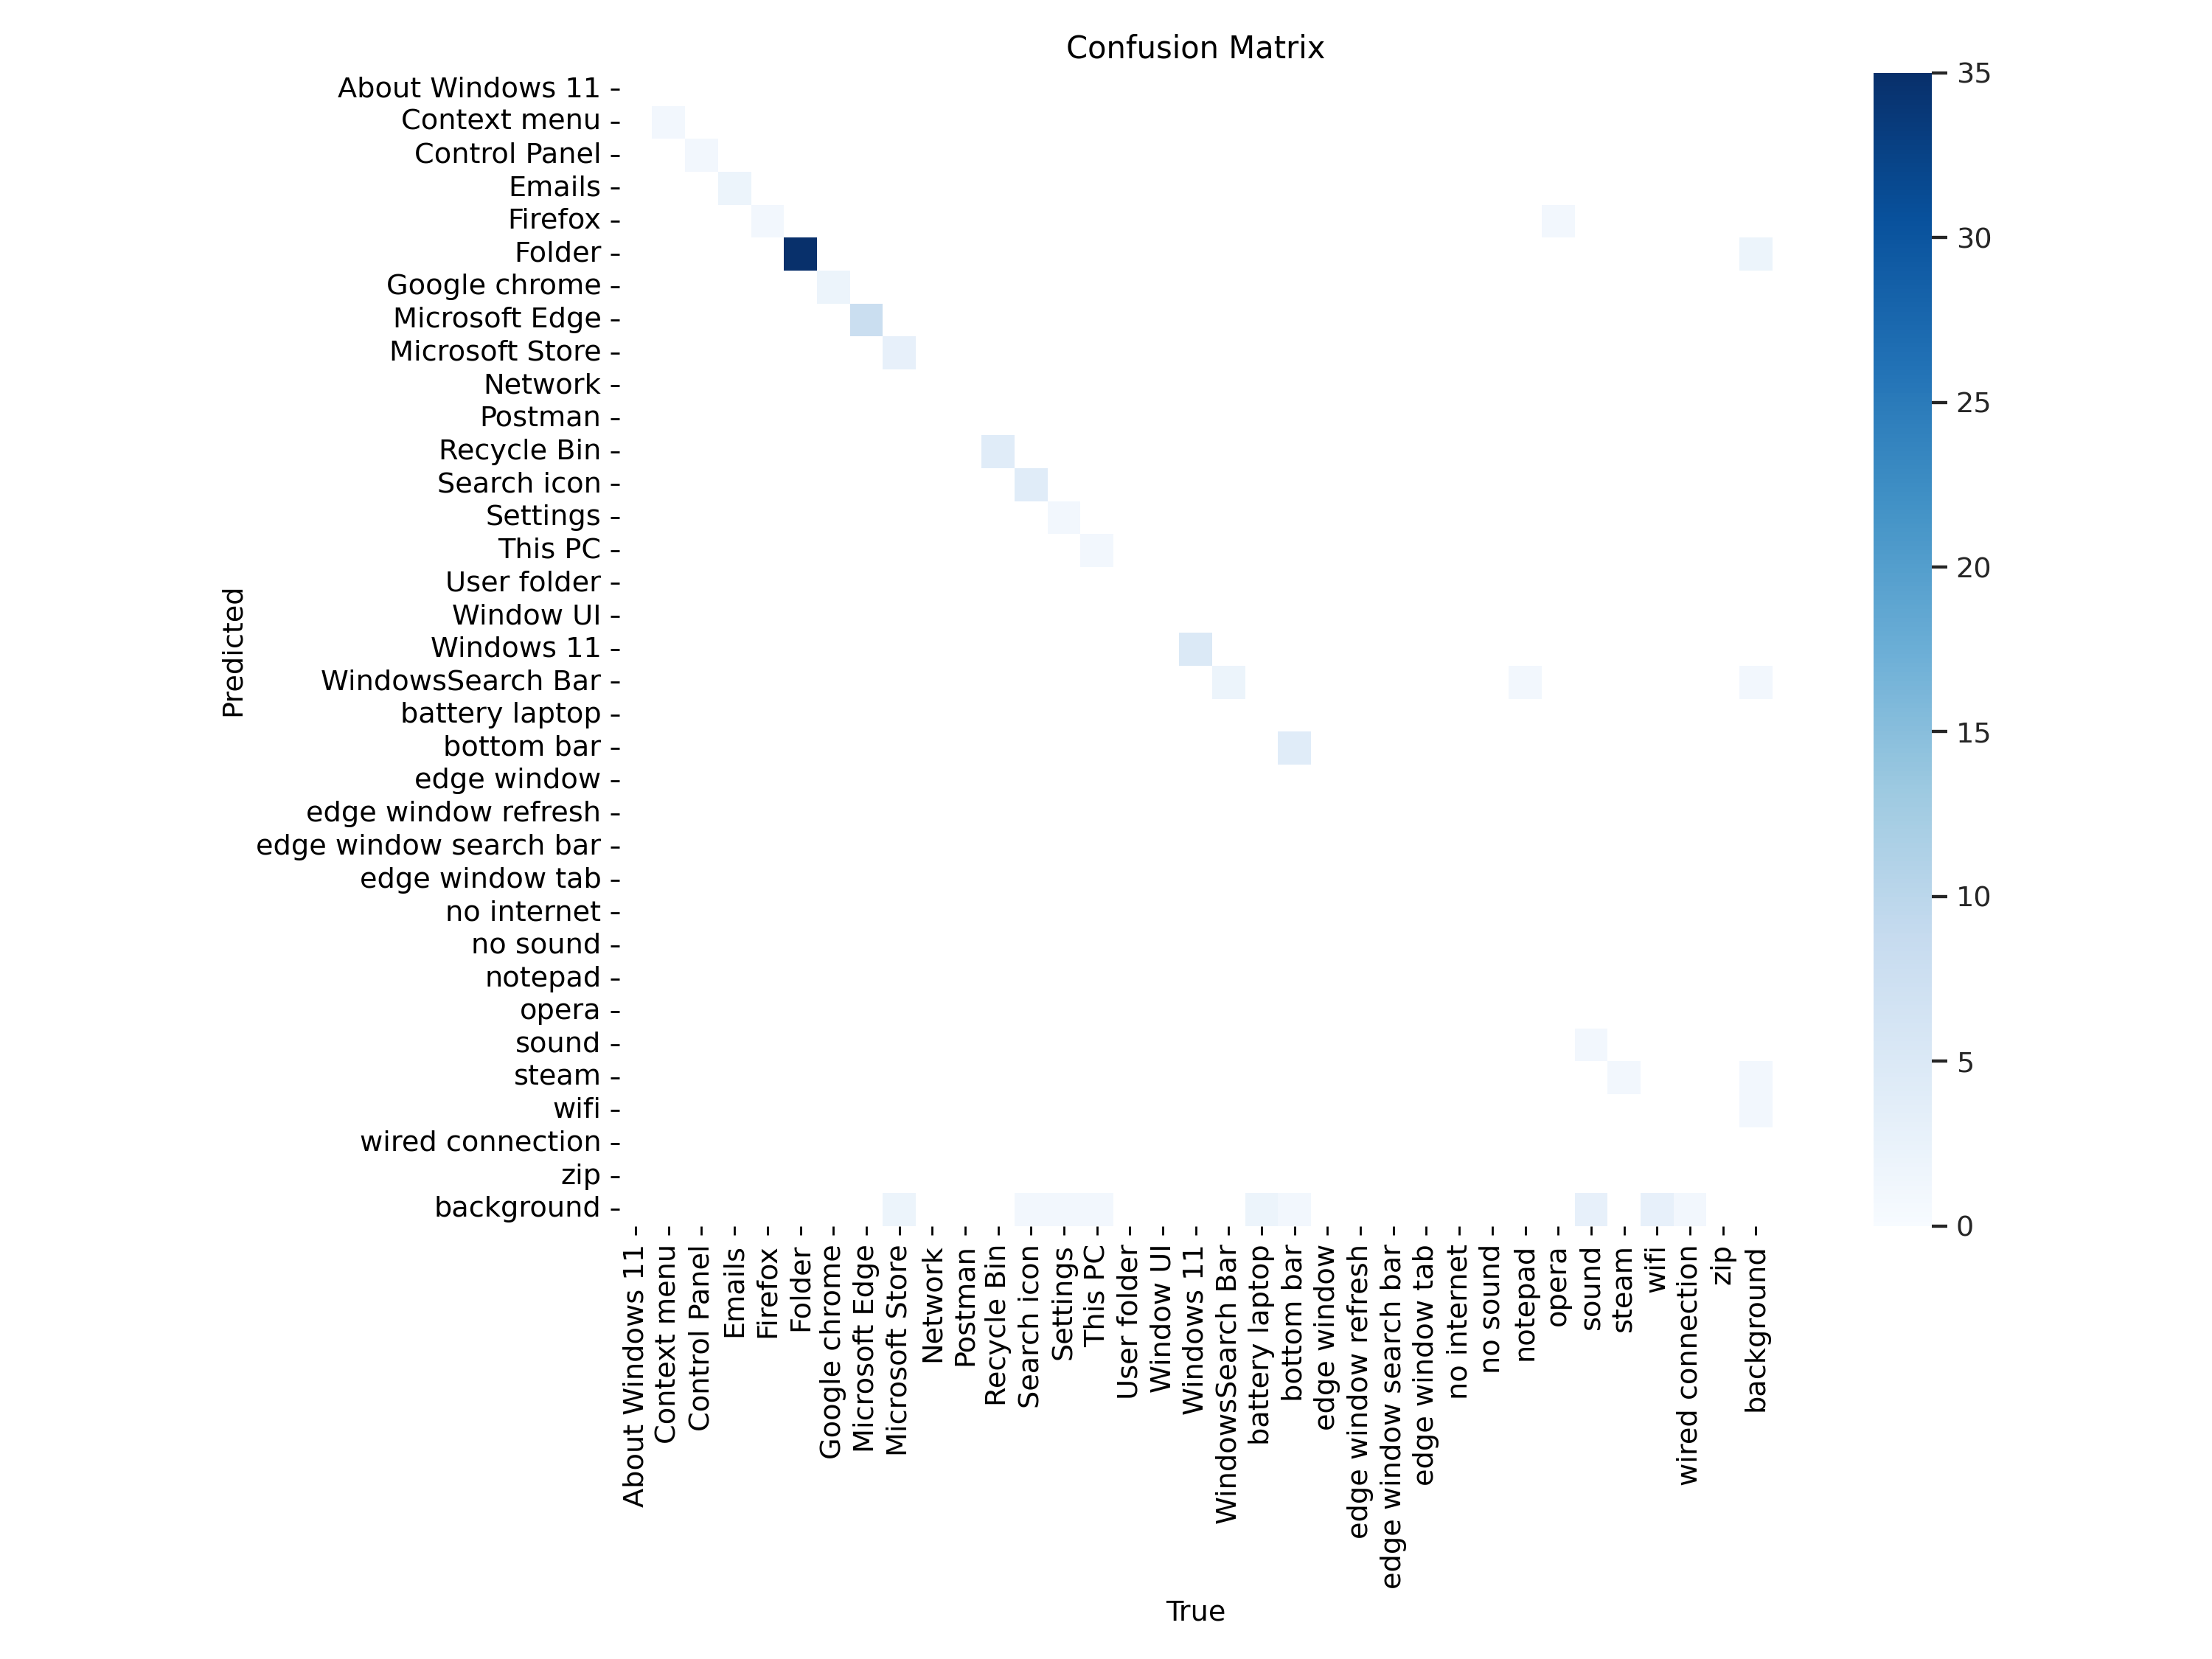 Confusion Matrix
About Windows 11
Context menu
Control Panel
Emails
Firefox
Folder
Google chrome
Microsoft Edge
Microsoft Store
Network
Postman
Recycle Bin
Search icon
Settings
This PC
User folder
Window UI
Windows 11
WindowsSearch Bar
battery laptop
bottom bar
edge window
edge window refresh
edge window search bar
edge window tab
no internet
no sound
notepad
opera
sound
steam
wifi
wired connection
zip
background
Predicted
About Windows 11
Context menu
Control Panel
Emails
Firefox
Folder
Google chrome
Microsoft Edge
Microsoft Store
Network
Postman
Recycle Bin
Search icon
Settings
This PC
User folder
Window UI
Windows 11
WindowsSearch Bar
battery laptop
bottom bar
edge window
edge window refresh
edge window search bar
edge window tab
no internet
no sound
notepad
opera
sound
steam
wifi
wired connection
zip
background
True
35
30
25
20
15
10
5
0